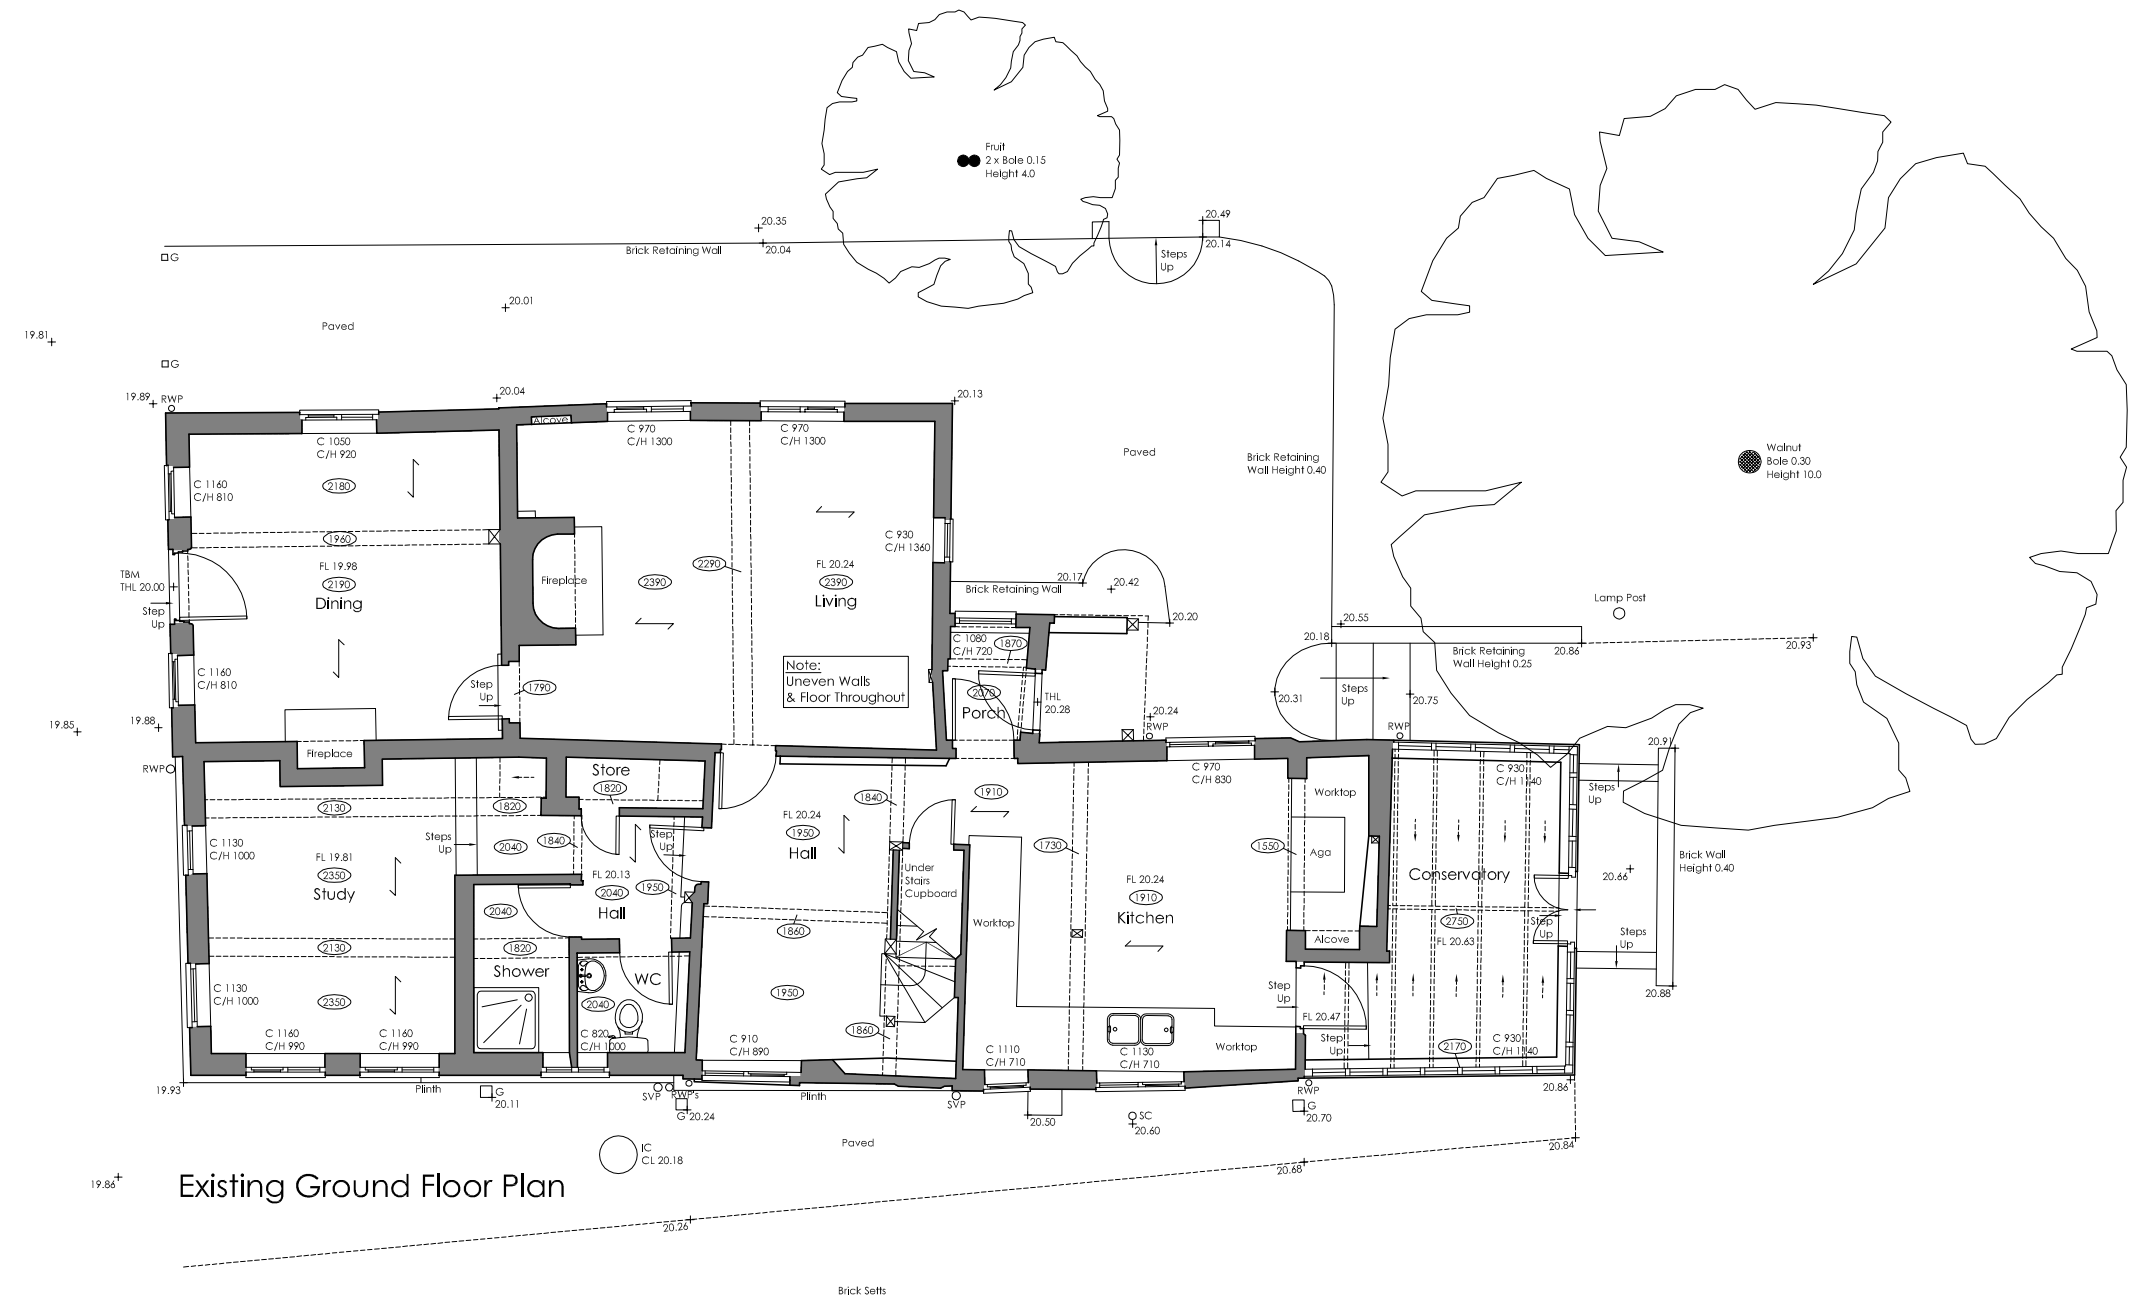 Fruit
2 x Bole 0.15
Height 4.0
20.35
20.49
Brick Retaining Wall
20.04
20.14
Steps
Up
G
20.01
Paved
19.81
G
19.89
RWP
20.04
20.13
Alcove
C 1050
C/H 920
C 970
C/H 1300
C 970
C/H 1300
Paved
Brick Retaining
Wall Height 0.40
Walnut
Bole 0.30
Height 10.0
C 1160
C/H 810
2180
1960
C 930
C/H 1360
2290
FL 19.98
2190
Dining
TBM
THL 20.00
Step
Up
Fireplace
2390
FL 20.24
2390
Living
20.17
20.42
Brick Retaining Wall
20.20
Lamp Post
20.55
20.18
Brick Retaining
Wall Height 0.25
20.86
20.93
C 1080
C/H 720
1870
C 1160
C/H 810
Step
Up
1790
Note:
Uneven Walls
& Floor Throughout
2070
Porch
THL
20.28
20.31
Steps
Up
20.75
19.85
19.88
20.24
RWP
RWP
20.91
Fireplace
RWP
Store
1820
C 970
C/H 830
C 930
C/H 1140
Steps
Up
2130
1820
1840
1910
Worktop
Steps
Up
2040
1840
Step
Up
FL 20.24
1950
Hall
C 1130
C/H 1000
FL 19.81
2350
Study
1730
1550
Aga
Brick Wall
Height 0.40
Under
Stairs
Cupboard
20.66
Conservatory
FL 20.13
2040
Hall
1950
FL 20.24
1910
Kitchen
2040
1860
Worktop
2750
Step
Up
FL 20.63
Steps
Up
Alcove
2130
1820
Shower
WC
C 1130
C/H 1000
2350
2040
1950
Step
Up
20.88
FL 20.47
1860
C 1160
C/H 990
C 1160
C/H 990
C 820
C/H 1000
C 910
C/H 890
C 1110
C/H 710
C 1130
C/H 710
Worktop
Step
Up
2170
C 930
C/H 1140
19.93
Plinth
G
20.11
SVP
RWP's
G
20.24
Plinth
SVP
20.50
SC
20.60
RWP
G
20.70
20.86
Paved
20.84
IC
CL 20.18
20.68
19.86
Existing Ground Floor Plan
20.26
Brick Setts